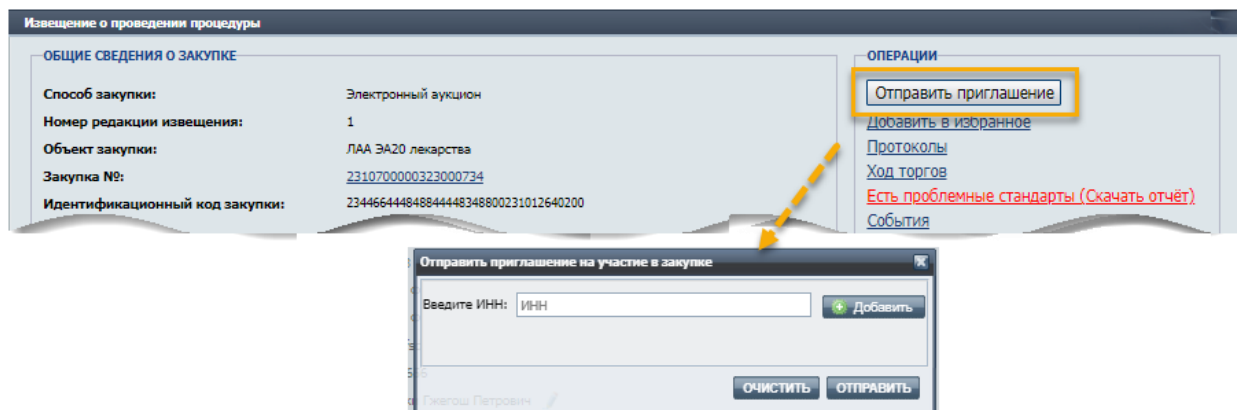 Извещение о проведении процедуры
ОБЩИЕ СВЕДЕНИЯ О ЗАКУПКЕ
Способ закупки: Электронный аукцион
Номер редакции извещения: 1
Объект закупки: ЛАА ЭА20 лекарства
Закупка №: 2310700000323000734
Идентификационный код закупки: 234466444848844448348800231012640200
ОПЕРАЦИИ
Отправить приглашение
Добавить в избранное
Протоколы
Ход торгов
Есть проблемные стандарты (Скачать отчёт)
События
Отправить приглашение на участие в закупке
Введите ИНН: ИНН Добавить
ОЧИСТИТЬ ОТПРАВИТЬ
Гжегош Петрович